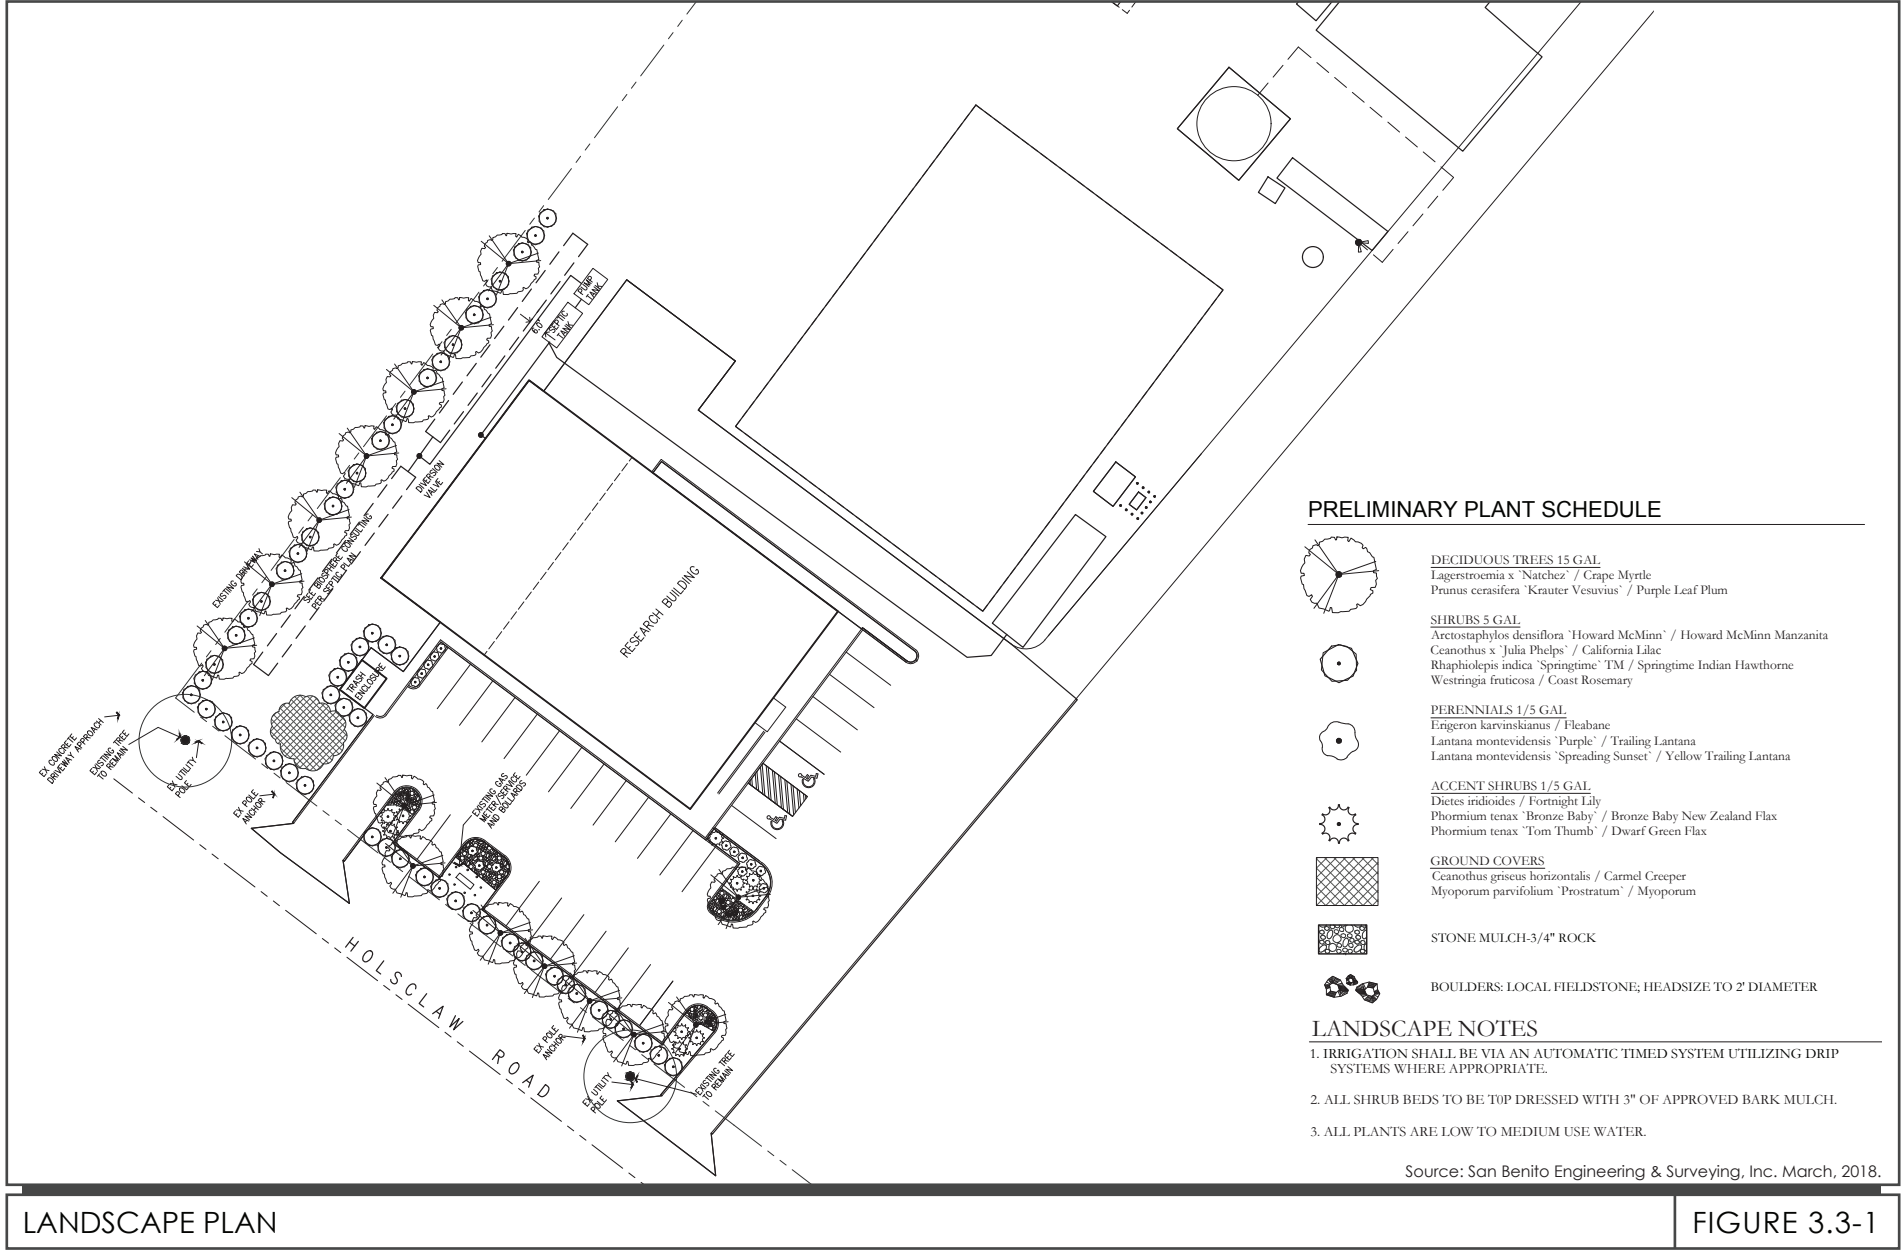 PUMP
TANK
SEPTIC
TANK
6.0'
DIVERSION
VALVE
EXISTING DRIVEWAY
SEE BIOSPHERE CONSULTING
PER SEPTIC PLAN
RESEARCH BUILDING
TRASH
ENCLOSURE
EX CONCRETE
DRIVEWAY APPROACH
EXISTING TREE
TO REMAIN
EX UTILITY
POLE
EX POLE
ANCHOR
EXISTING GAS
METER/SERVICE
AND BOLLARDS
HOLSCLAW ROAD
EX POLE
ANCHOR
EX UTILITY
POLE
EXISTING TREE
TO REMAIN
PRELIMINARY PLANT SCHEDULE
DECIDUOUS TREES 15 GAL
Lagerstroemia x `Natchez` / Crape Myrtle
Prunus cerasifera `Krauter Vesuvius` / Purple Leaf Plum
SHRUBS 5 GAL
Arctostaphylos densiflora `Howard McMinn` / Howard McMinn Manzanita
Ceanothus x `Julia Phelps` / California Lilac
Rhaphiolepis indica `Springtime` TM / Springtime Indian Hawthorne
Westringia fruticosa / Coast Rosemary
PERENNIALS 1/5 GAL
Erigeron karvinskianus / Fleabane
Lantana montevidensis `Purple` / Trailing Lantana
Lantana montevidensis `Spreading Sunset` / Yellow Trailing Lantana
ACCENT SHRUBS 1/5 GAL
Dietes iridioides / Fortnight Lily
Phormium tenax `Bronze Baby` / Bronze Baby New Zealand Flax
Phormium tenax `Tom Thumb` / Dwarf Green Flax
GROUND COVERS
Ceanothus griseus horizontalis / Carmel Creeper
Myoporum parvifolium `Prostratum` / Myoporum
STONE MULCH-3/4" ROCK
BOULDERS: LOCAL FIELDSTONE; HEADSIZE TO 2' DIAMETER
LANDSCAPE NOTES
1. IRRIGATION SHALL BE VIA AN AUTOMATIC TIMED SYSTEM UTILIZING DRIP
SYSTEMS WHERE APPROPRIATE.
2. ALL SHRUB BEDS TO BE T0P DRESSED WITH 3" OF APPROVED BARK MULCH.
3. ALL PLANTS ARE LOW TO MEDIUM USE WATER.
Source: San Benito Engineering & Surveying, Inc. March, 2018.
LANDSCAPE PLAN
FIGURE 3.3-1